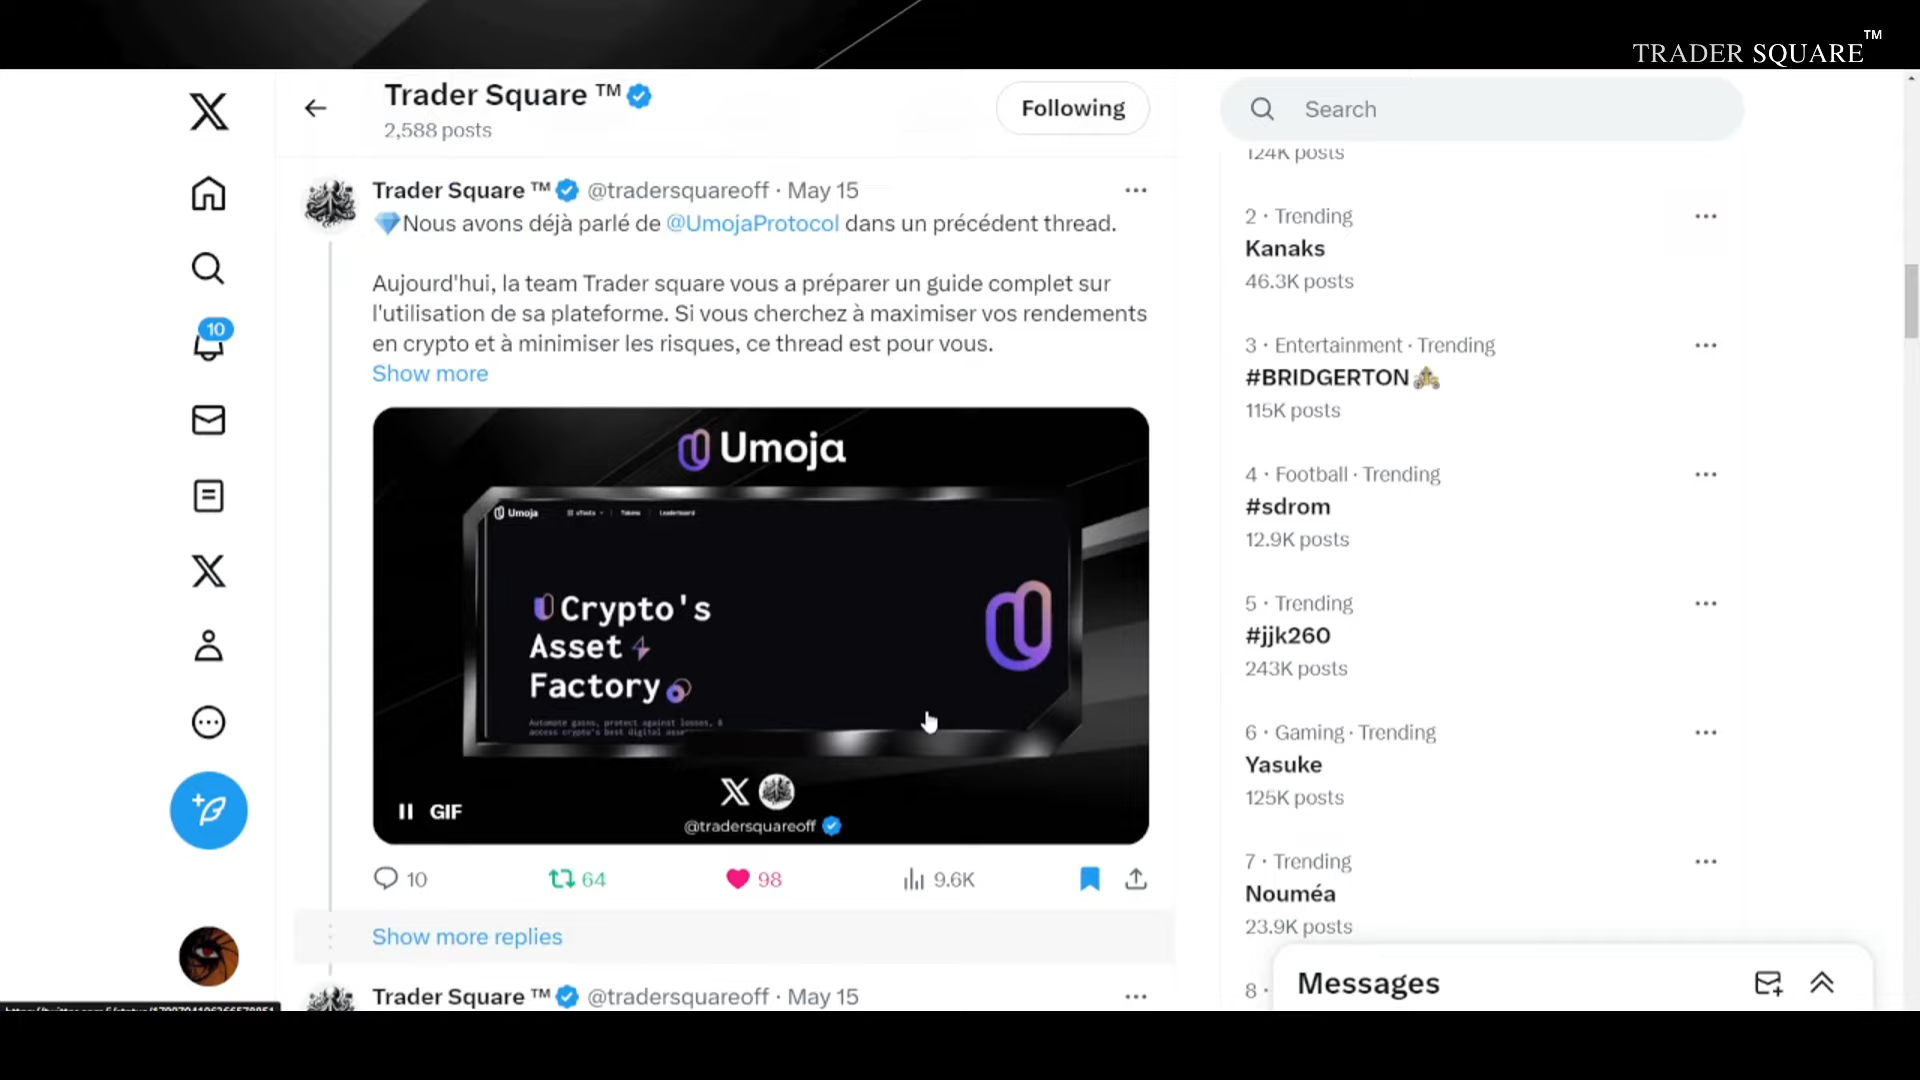 TRADER SQUARE™
Trader Square ™
2,588 posts
Following
Search
124K posts
Trader Square ™ @tradersquareoff · May 15
Nous avons déjà parlé de @UmojaProtocol dans un précédent thread.
Aujourd'hui, la team Trader square vous a préparer un guide complet sur
l'utilisation de sa plateforme. Si vous cherchez à maximiser vos rendements
en crypto et à minimiser les risques, ce thread est pour vous.
Show more
Umoja
Umoja
Tokens
Leaderboard
Crypto's
Asset
Factory
Automate gains, protect against losses, &
access crypto's best digital
GIF
@tradersquareoff
10
64
98
9.6K
Show more replies
Trader Square ™ @tradersquareoff · May 15
10
2 · Trending
Kanaks
46.3K posts
3 · Entertainment · Trending
#BRIDGERTON
115K posts
4 · Football · Trending
#sdrom
12.9K posts
5 · Trending
#jjk260
243K posts
6 · Gaming · Trending
Yasuke
125K posts
7 · Trending
Nouméa
23.9K posts
8 ·
Messages